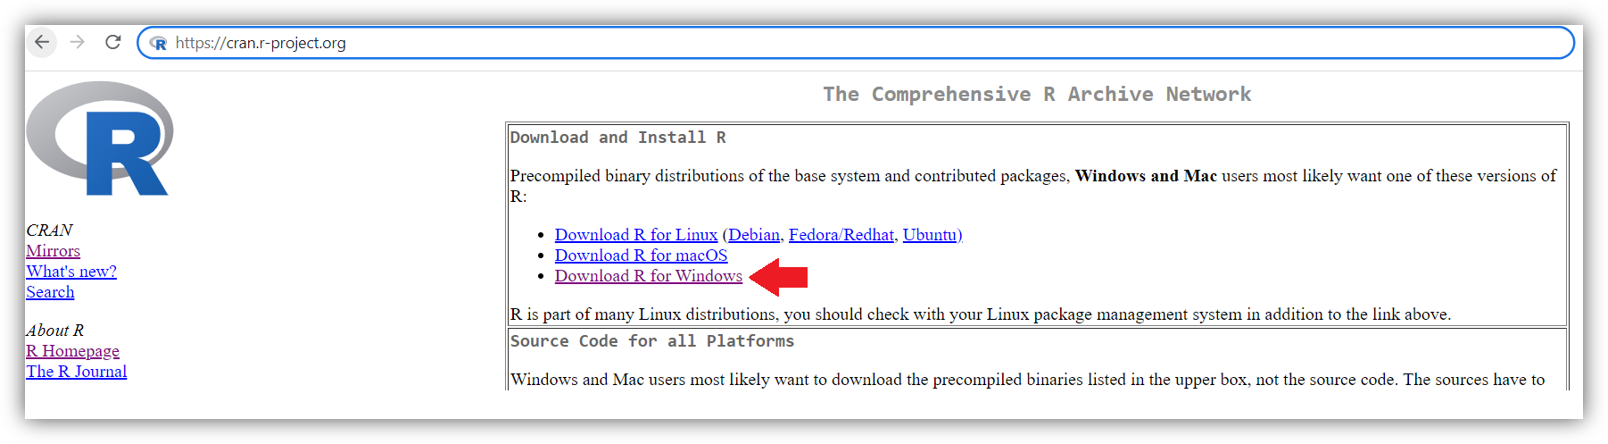 https://cran.r-project.org
R
The Comprehensive R Archive Network
CRAN
Mirrors
What's new?
Search
About R
R Homepage
The R Journal
Download and Install R
Precompiled binary distributions of the base system and contributed packages, Windows and Mac users most likely want one of these versions of
R:
• Download R for Linux (Debian, Fedora/Redhat, Ubuntu)
• Download R for macOS
• Download R for Windows
R is part of many Linux distributions, you should check with your Linux package management system in addition to the link above.
Source Code for all Platforms
Windows and Mac users most likely want to download the precompiled binaries listed in the upper box, not the source code. The sources have to